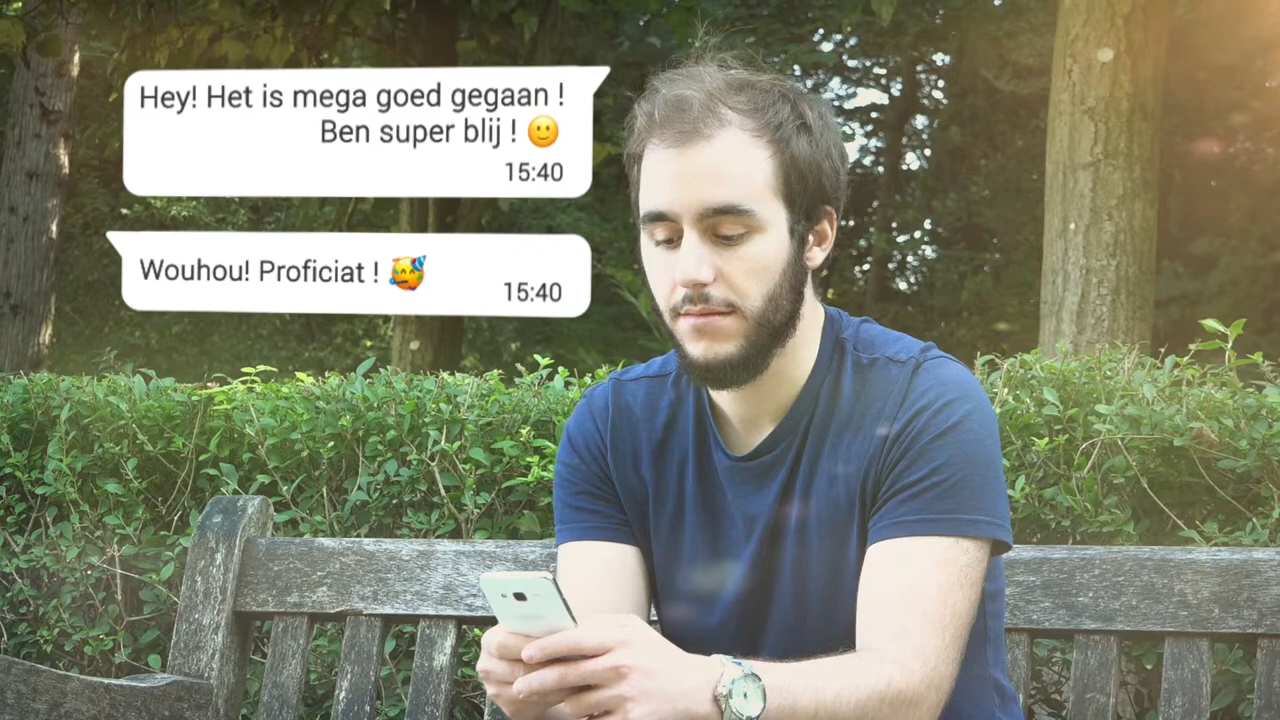 Hey! Het is mega goed gegaan !
Ben super blij ! 🙂
15:40
Wouhou! Proficiat ! 🥳
15:40